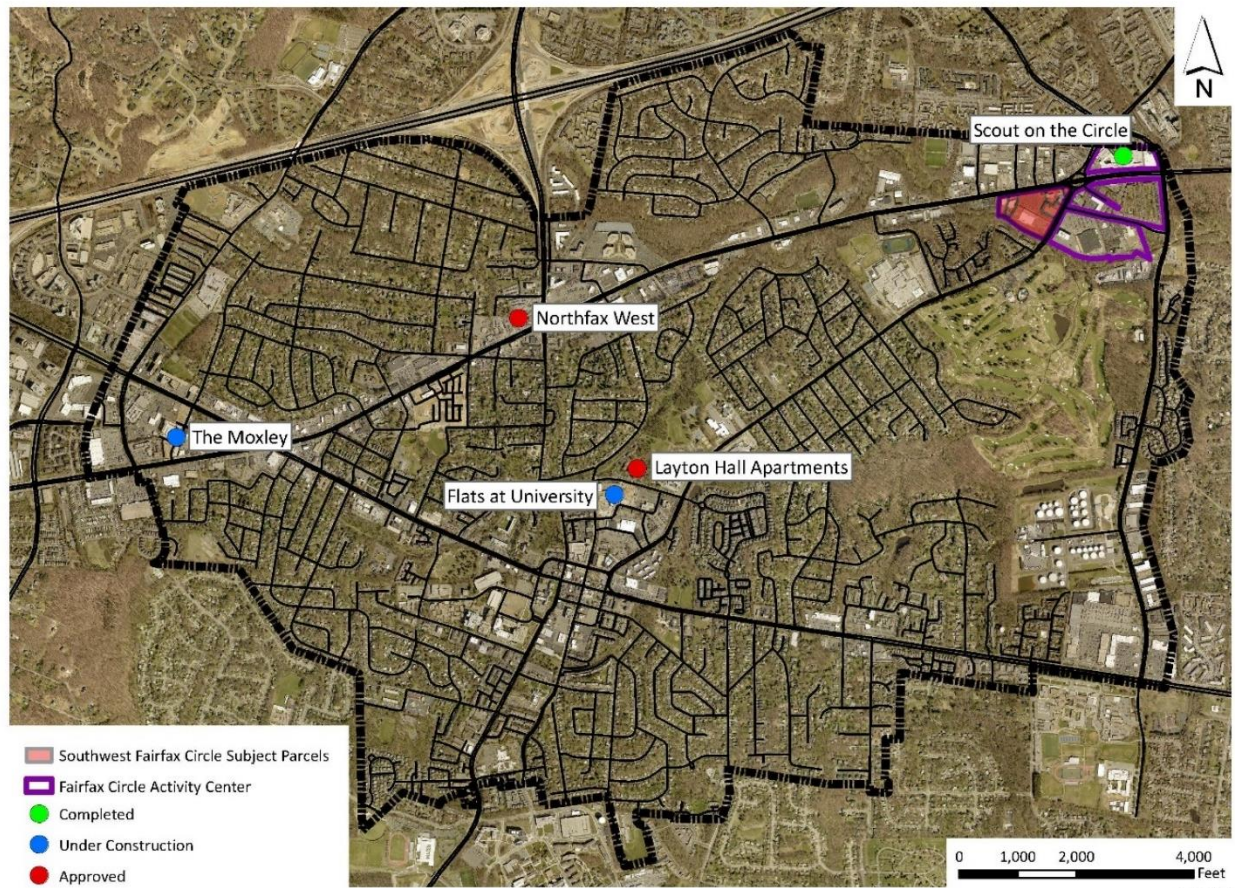 N
Scout on the Circle
Northfax West
The Moxley
Layton Hall Apartments
Flats at University
Southwest Fairfax Circle Subject Parcels
Fairfax Circle Activity Center
Completed
Under Construction
Approved
0 1,000 2,000 4,000
Feet